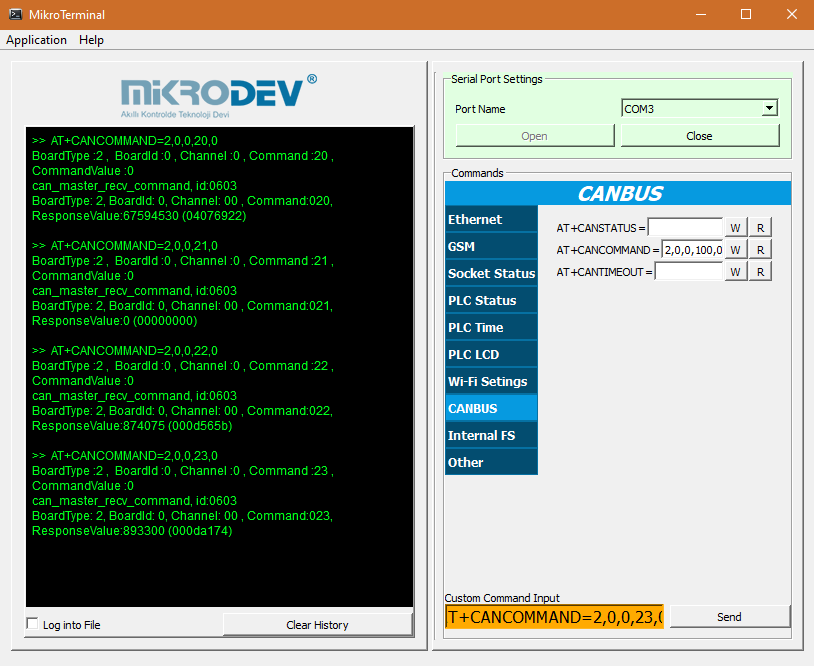 MikroTerminal
Application Help
MiKRODEV®
Akıllı Kontrolde Teknoloji Devi
>> AT+CANCOMMAND=2,0,0,20,0
BoardType :2 , BoardId :0 , Channel :0 , Command :20 ,
CommandValue :0
can_master_recv_command, id:0603
BoardType: 2, BoardId: 0, Channel: 00 , Command:020,
ResponseValue:67594530 (04076922)
>> AT+CANCOMMAND=2,0,0,21,0
BoardType :2 , BoardId :0 , Channel :0 , Command :21 ,
CommandValue :0
can_master_recv_command, id:0603
BoardType: 2, BoardId: 0, Channel: 00 , Command:021,
ResponseValue:0 (00000000)
>> AT+CANCOMMAND=2,0,0,22,0
BoardType :2 , BoardId :0 , Channel :0 , Command :22 ,
CommandValue :0
can_master_recv_command, id:0603
BoardType: 2, BoardId: 0, Channel: 00 , Command:022,
ResponseValue:874075 (000d565b)
>> AT+CANCOMMAND=2,0,0,23,0
BoardType :2 , BoardId :0 , Channel :0 , Command :23 ,
CommandValue :0
can_master_recv_command, id:0603
BoardType: 2, BoardId: 0, Channel: 00 , Command:023,
ResponseValue:893300 (000da174)
Log into File
Clear History
Serial Port Settings
Port Name COM3
Open Close
Commands
CANBUS
Ethernet
GSM
Socket Status
PLC Status
PLC Time
PLC LCD
Wi-Fi Setings
CANBUS
Internal FS
Other
AT+CANSTATUS= W R
AT+CANCOMMAND= 2,0,0,100,0 W R
AT+CANTIMEOUT= W R
Custom Command Input
T+CANCOMMAND=2,0,0,23,0 Send